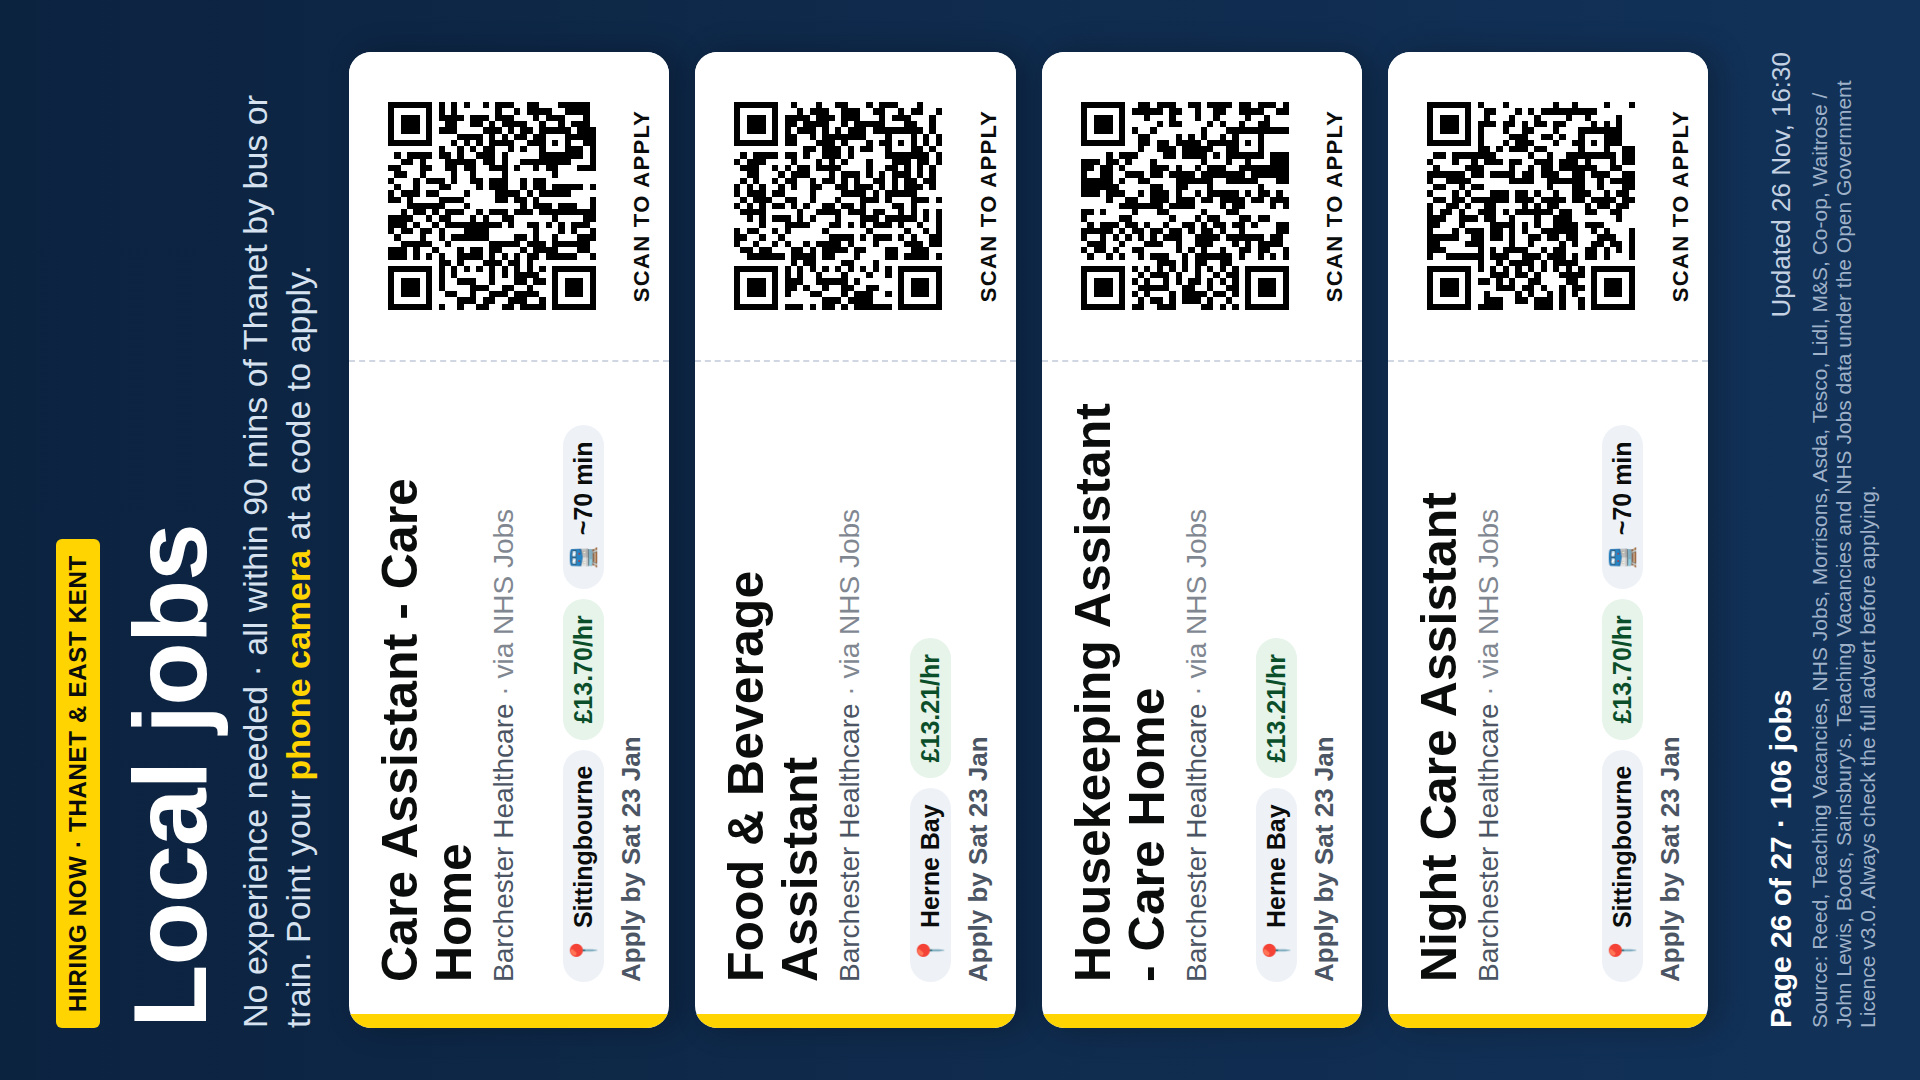 HIRING NOW · THANET & EAST KENT
Local jobs
No experience needed · all within 90 mins of Thanet by bus or
train. Point your phone camera at a code to apply.
Care Assistant - Care
Home
Barchester Healthcare · via NHS Jobs
Sittingbourne
£13.70/hr
~70 min
Apply by Sat 23 Jan
SCAN TO APPLY
Food & Beverage
Assistant
Barchester Healthcare · via NHS Jobs
Herne Bay
£13.21/hr
Apply by Sat 23 Jan
SCAN TO APPLY
Housekeeping Assistant
- Care Home
Barchester Healthcare · via NHS Jobs
Herne Bay
£13.21/hr
Apply by Sat 23 Jan
SCAN TO APPLY
Night Care Assistant
Barchester Healthcare · via NHS Jobs
Sittingbourne
£13.70/hr
~70 min
Apply by Sat 23 Jan
SCAN TO APPLY
Page 26 of 27 · 106 jobs
Updated 26 Nov, 16:30
Source: Reed, Teaching Vacancies, NHS Jobs, Morrisons, Asda, Tesco, Lidl, M&S, Co-op, Waitrose /
John Lewis, Boots, Sainsbury's. Teaching Vacancies and NHS Jobs data under the Open Government
Licence v3.0. Always check the full advert before applying.